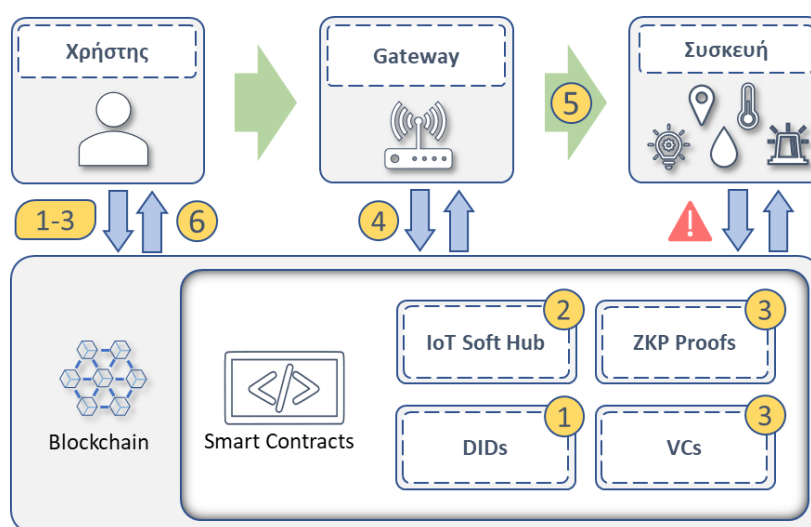 Χρήστης
Gateway
Συσκευή
5
1-3
6
4
2
3
IoT Soft Hub
ZKP Proofs
1
3
Blockchain
Smart Contracts
DIDs
VCs